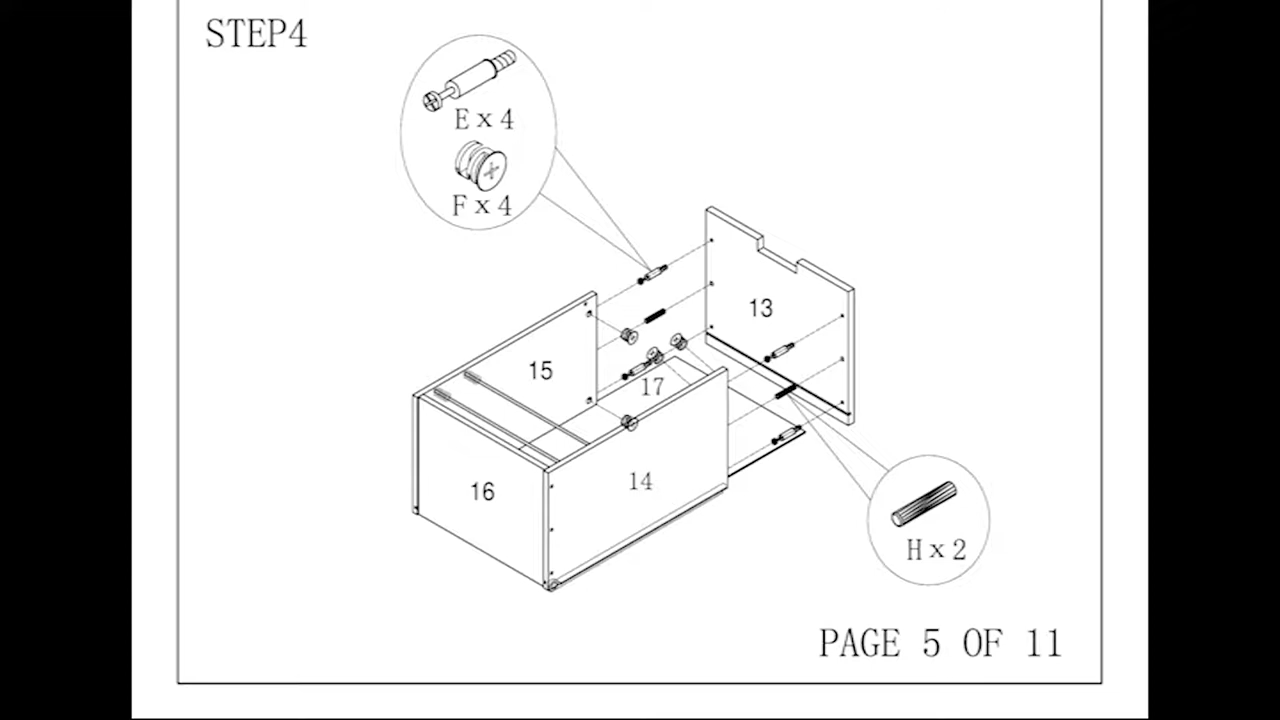 STEP4
E x 4
F x 4
13
15
17
14
16
H x 2
PAGE 5 OF 11